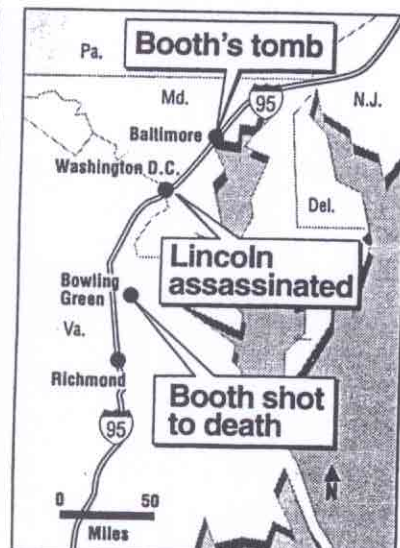 Booth's tomb
Pa.
Md.
95
N.J.
Baltimore
Washington D.C.
Del.
Lincoln
assassinated
Bowling
Green
Va.
Richmond
Booth shot
to death
95
0 50
Miles
N